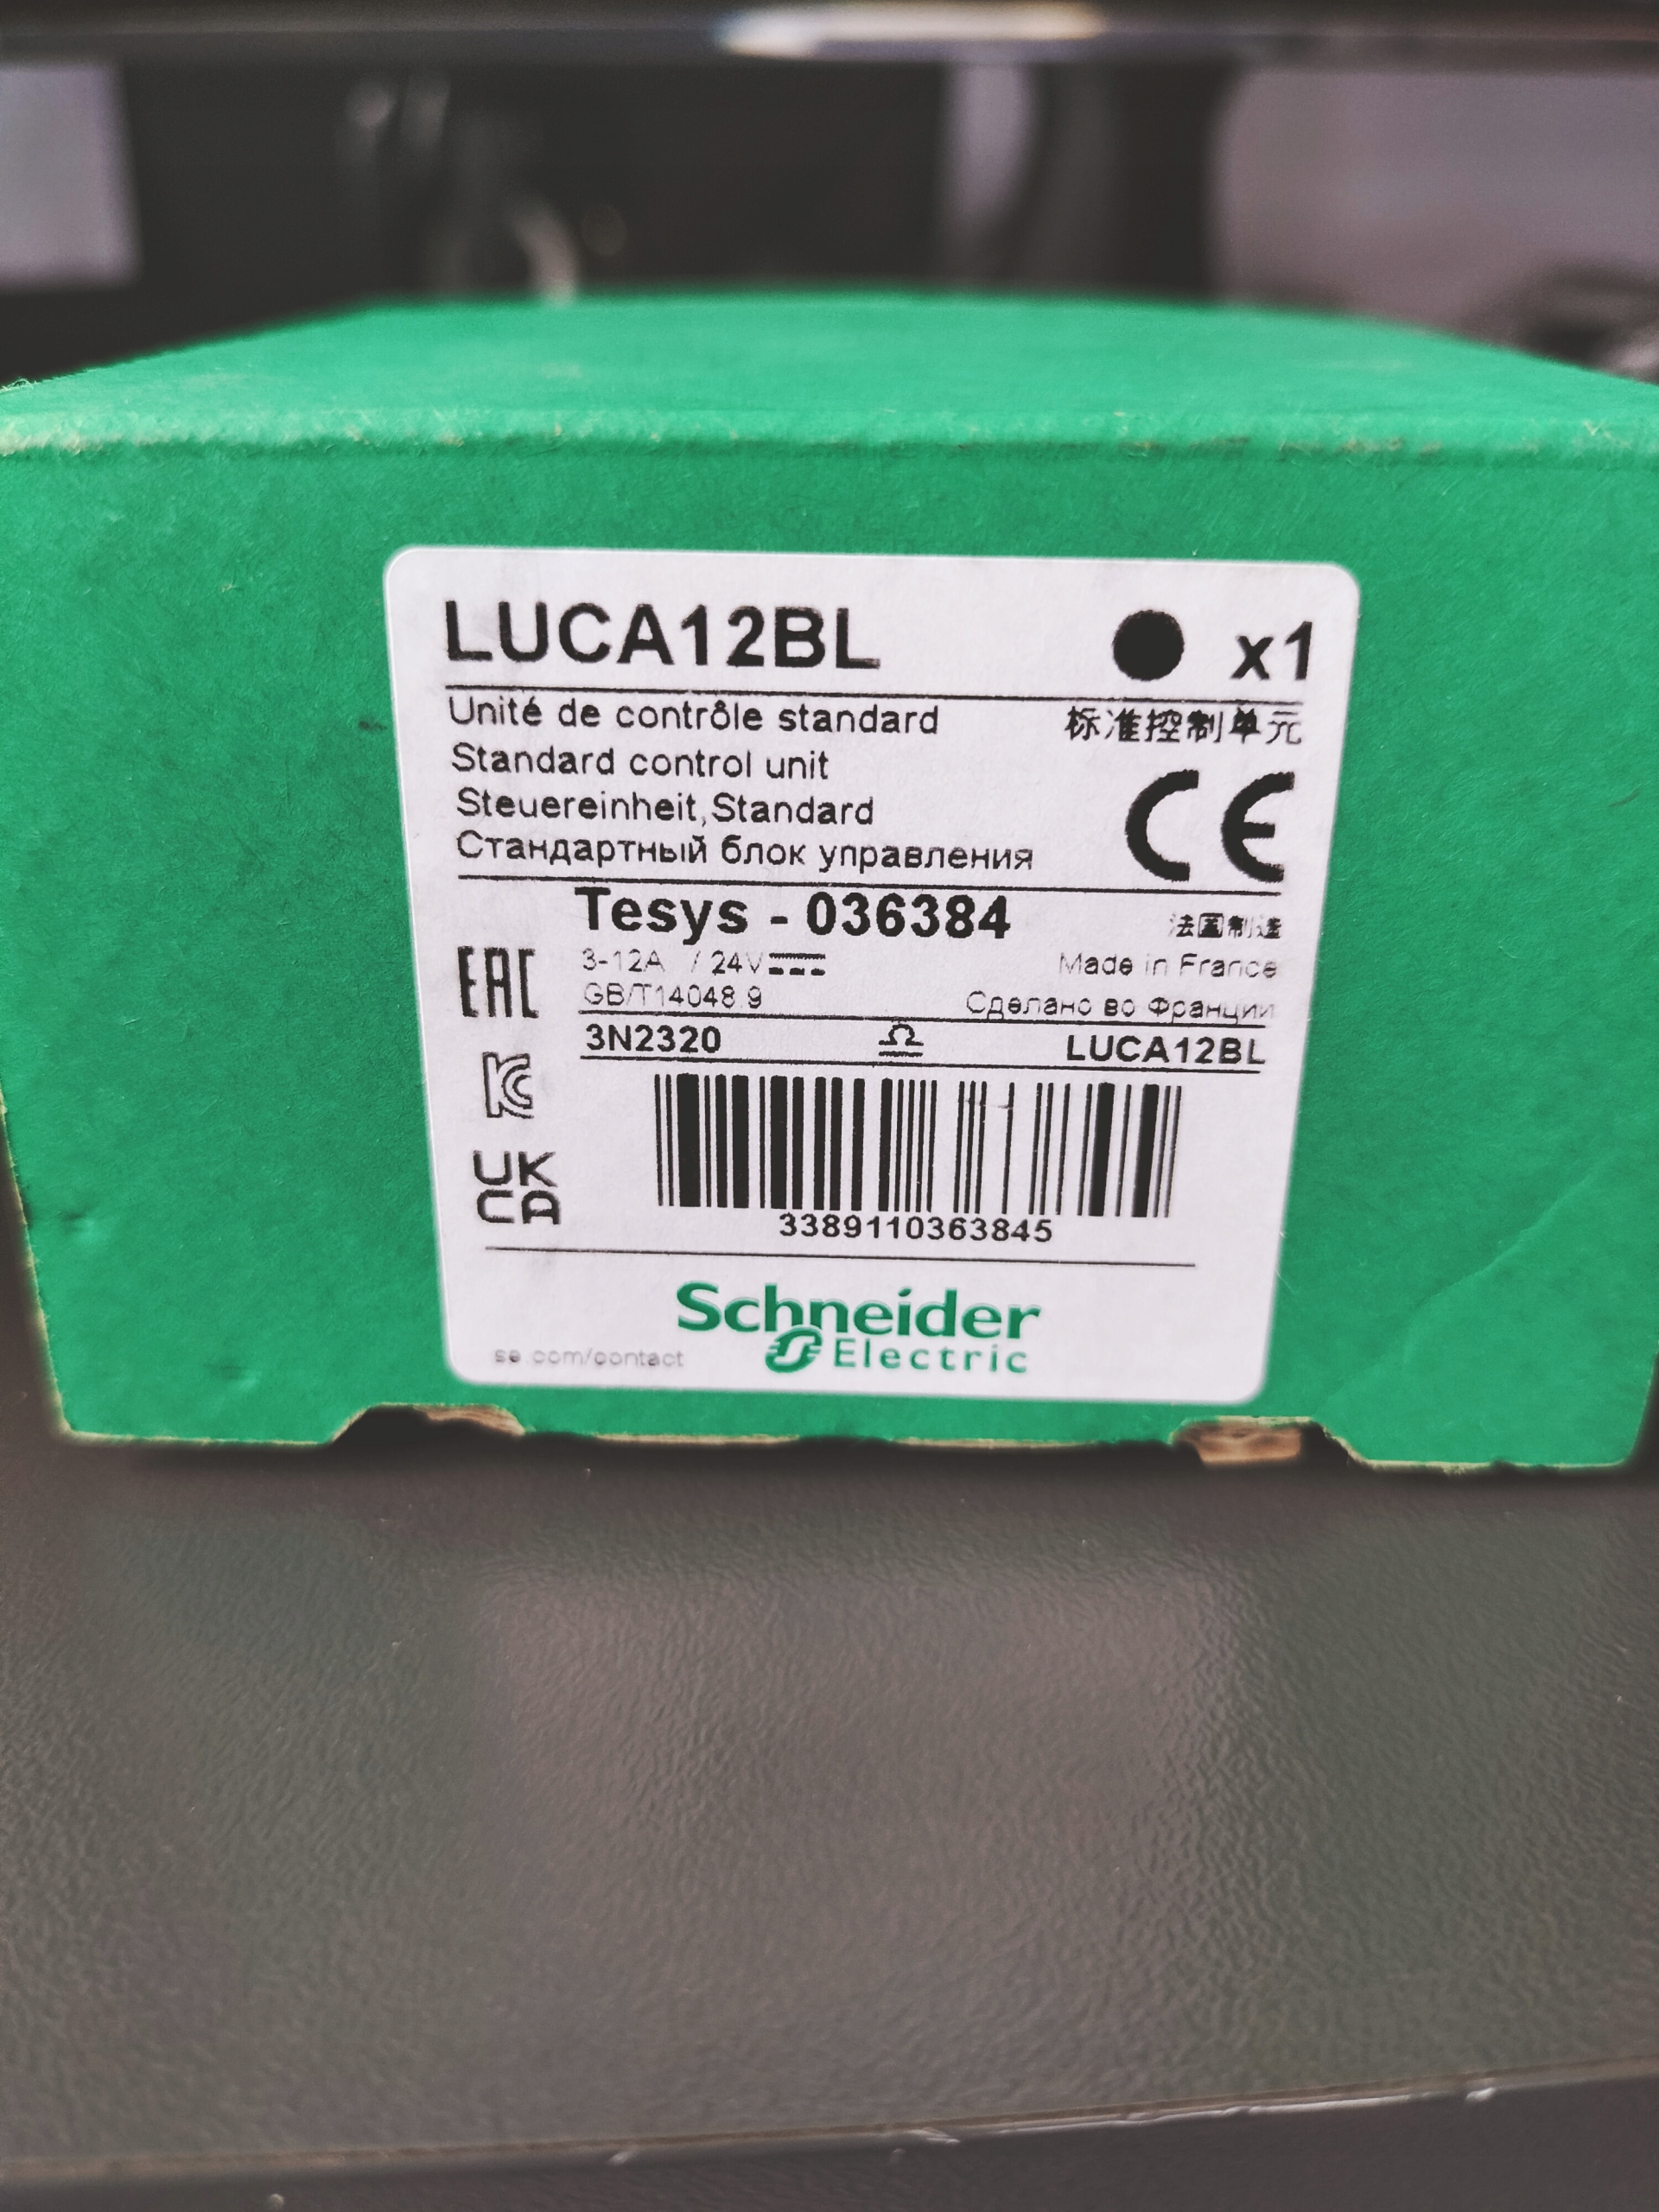 LUCA12BL ● x1
Unité de contrôle standard 标准控制单元
Standard control unit
Steuereinheit,Standard
Стандартный блок управления
CE
Tesys - 036384 法国制造
3-12A / 24V Made in France
GB/T14048.9 Сделано во Франции
EAC
3N2320 LUCA12BL
KC
UK
CA
3389110363845
Schneider
Electric
se.com/contact